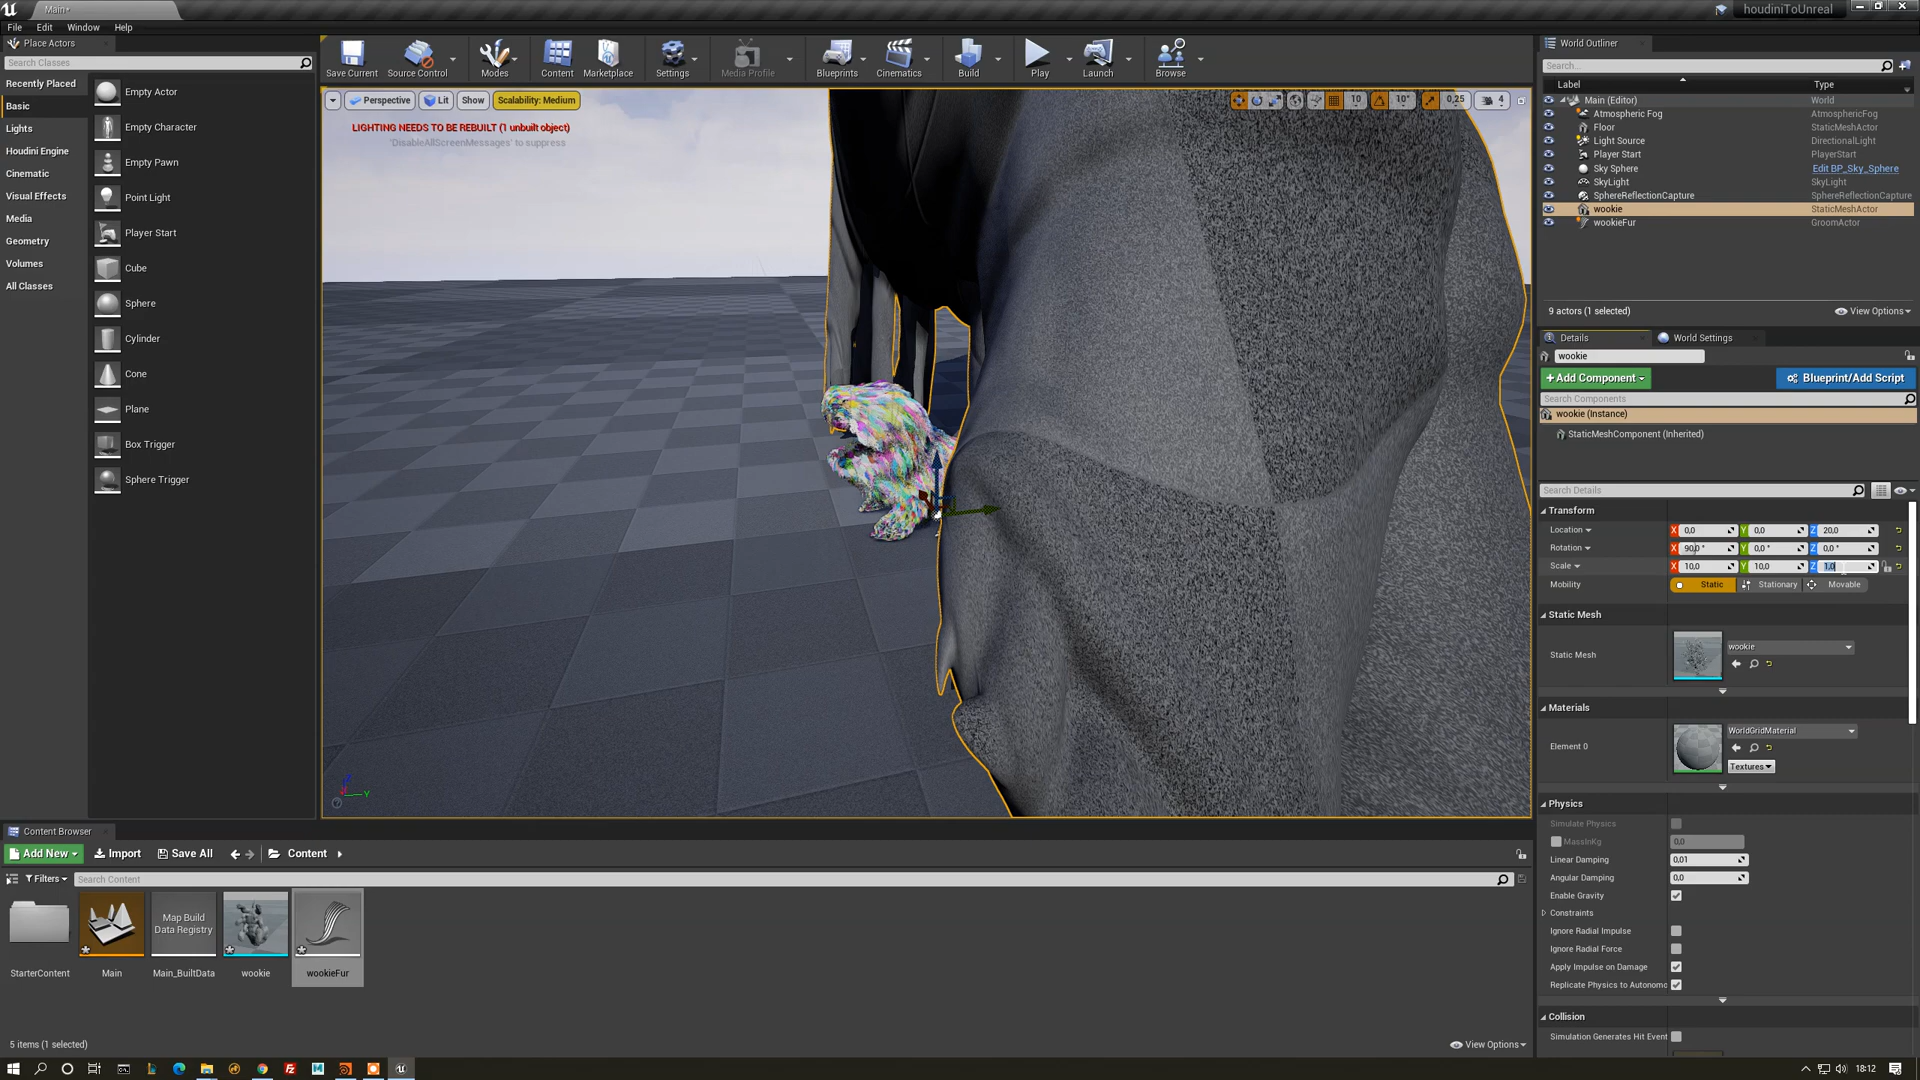 Main*
houdiniToUnreal
File Edit Window Help
Place Actors
Search Classes
Recently Placed
Basic
Lights
Houdini Engine
Cinematic
Visual Effects
Media
Geometry
Volumes
All Classes
Empty Actor
Empty Character
Empty Pawn
Point Light
Player Start
Cube
Sphere
Cylinder
Cone
Plane
Box Trigger
Sphere Trigger
Save Current
Source Control
Modes
Content
Marketplace
Settings
Media Profile
Blueprints
Cinematics
Build
Play
Launch
Browse
Perspective Lit Show Scalability: Medium
10 10° 0,25 4
LIGHTING NEEDS TO BE REBUILT (1 unbuilt object)
'DisableAllScreenMessages' to suppress
Z
Y
World Outliner
Search...
Label Type
Main (Editor) World
Atmospheric Fog AtmosphericFog
Floor StaticMeshActor
Light Source DirectionalLight
Player Start PlayerStart
Sky Sphere Edit BP_Sky_Sphere
SkyLight SkyLight
SphereReflectionCapture SphereReflectionCapture
wookie StaticMeshActor
wookieFur GroomActor
9 actors (1 selected)
View Options
Details World Settings
wookie
+Add Component
Blueprint/Add Script
Search Components
wookie (Instance)
StaticMeshComponent (Inherited)
Search Details
Transform
Location X 0,0 Y 0,0 Z 20,0
Rotation X 90,0 ° Y 0,0 ° Z 0,0 °
Scale X 10,0 Y 10,0 Z 1,0
Mobility Static Stationary Movable
Static Mesh
Static Mesh wookie
Materials
Element 0 WorldGridMaterial
Textures
Physics
Simulate Physics
MassInKg 0,0
Linear Damping 0,01
Angular Damping 0,0
Enable Gravity
Constraints
Ignore Radial Impulse
Ignore Radial Force
Apply Impulse on Damage
Replicate Physics to Autonomo
Collision
Simulation Generates Hit Event
Content Browser
Add New Import Save All Content
Filters Search Content
StarterContent
Main
Map Build
Data Registry
Main_BuiltData
wookie
wookieFur
5 items (1 selected)
View Options
18:12